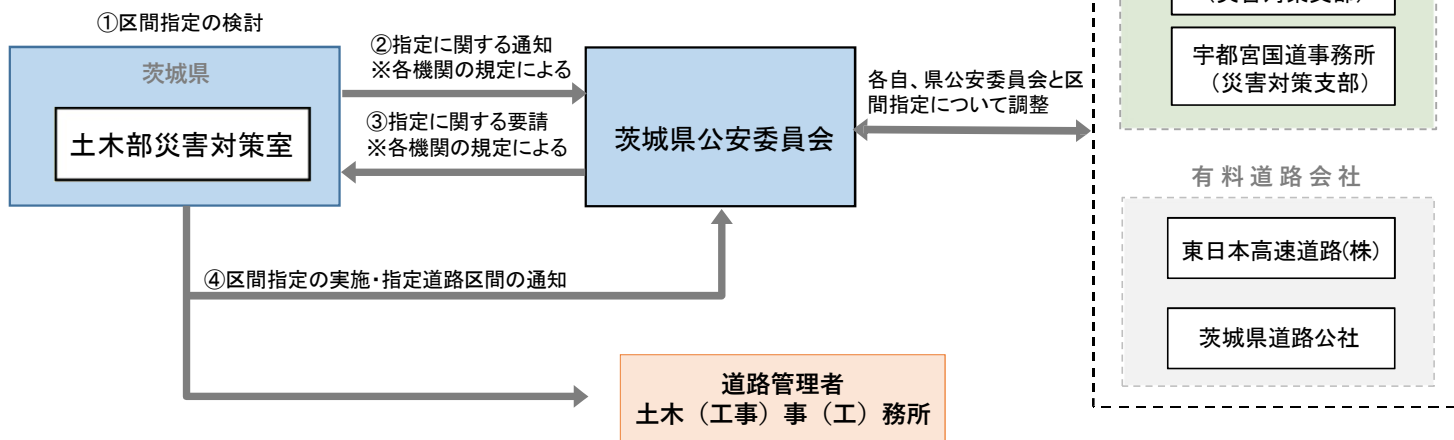 ①区間指定の検討
茨城県
土木部災害対策室
②指定に関する通知
※各機関の規定による
③指定に関する要請
※各機関の規定による
茨城県公安委員会
各自、県公安委員会と区
間指定について調整
④区間指定の実施・指定道路区間の通知
道路管理者
土木（工事）事（工）務所
（災害対策支部）
宇都宮国道事務所
（災害対策支部）
有料道路会社
東日本高速道路(株)
茨城県道路公社